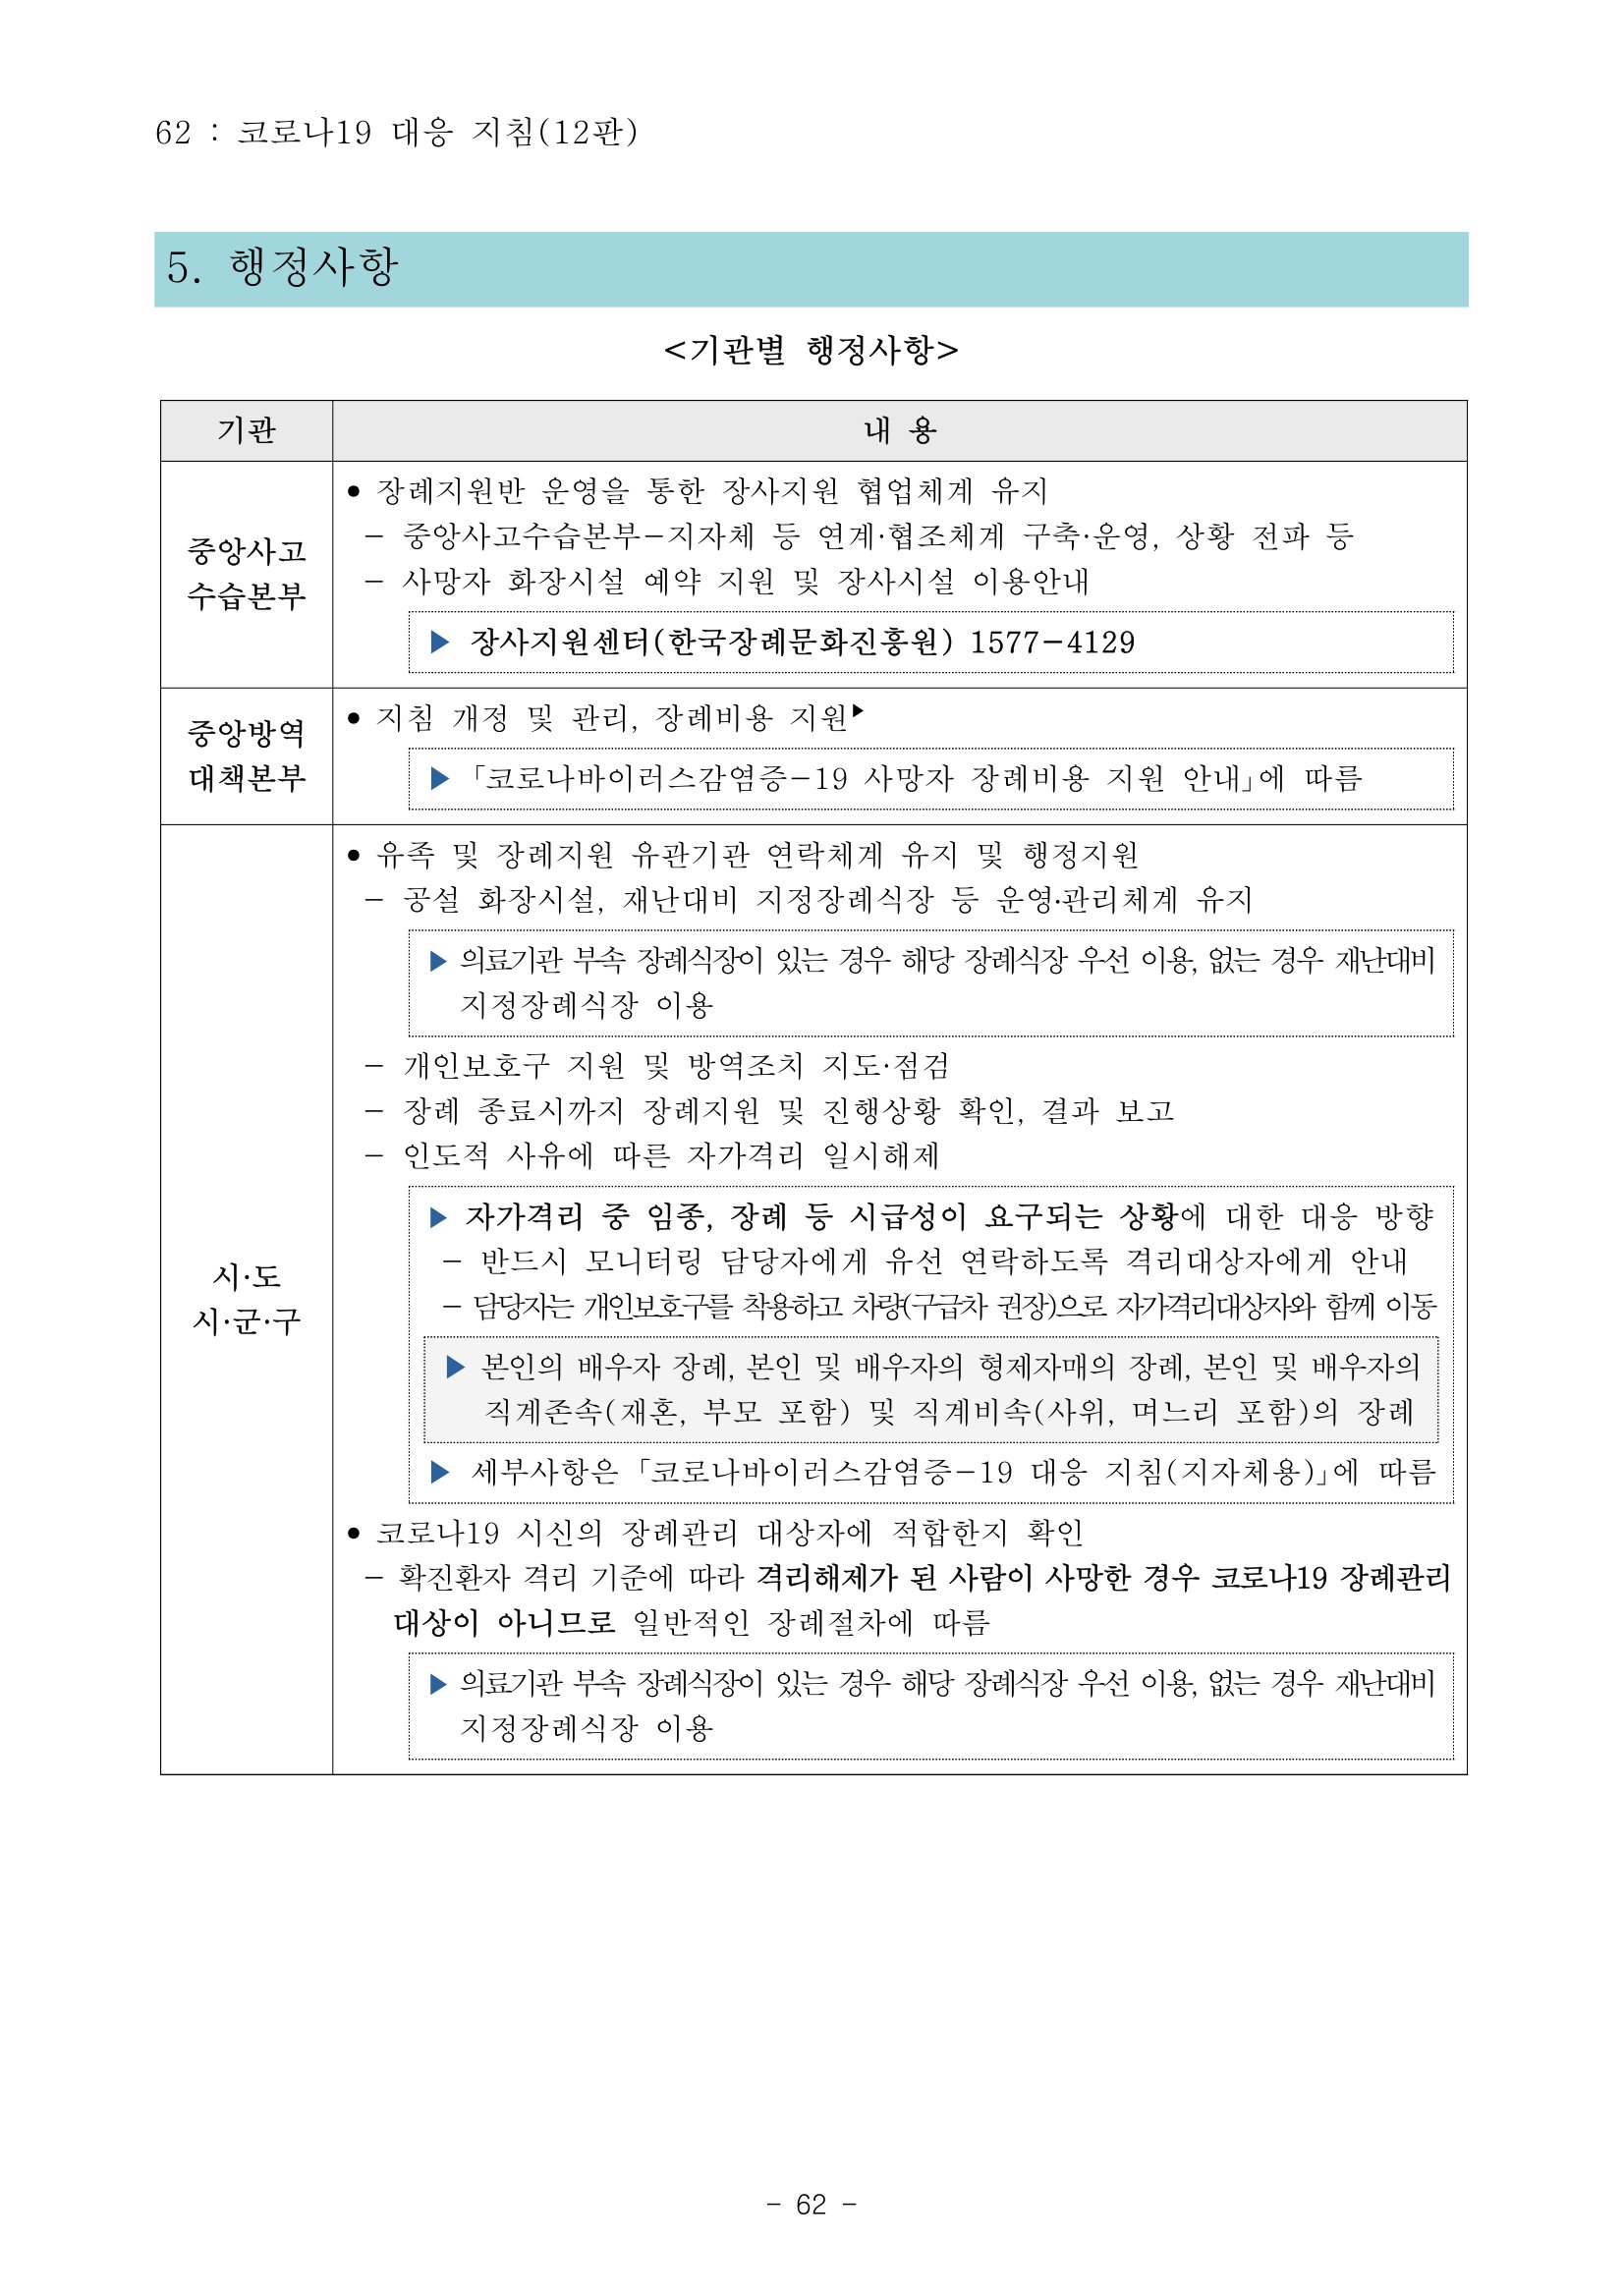 62 : 코로나19 대응 지침(12판)
5. 행정사항
<기관별 행정사항>
기관
내 용
중앙사고
수습본부
● 장례지원반 운영을 통한 장사지원 협업체계 유지
- 중앙사고수습본부-지자체 등 연계·협조체계 구축·운영, 상황 전파 등
- 사망자 화장시설 예약 지원 및 장사시설 이용안내
▶ 장사지원센터(한국장례문화진흥원) 1577-4129
중앙방역
대책본부
● 지침 개정 및 관리, 장례비용 지원▶
▶ 「코로나바이러스감염증-19 사망자 장례비용 지원 안내」에 따름
시·도
시·군·구
● 유족 및 장례지원 유관기관 연락체계 유지 및 행정지원
- 공설 화장시설, 재난대비 지정장례식장 등 운영·관리체계 유지
▶ 의료기관 부속 장례식장이 있는 경우 해당 장례식장 우선 이용, 없는 경우 재난대비
지정장례식장 이용
- 개인보호구 지원 및 방역조치 지도·점검
- 장례 종료시까지 장례지원 및 진행상황 확인, 결과 보고
- 인도적 사유에 따른 자가격리 일시해제
▶ 자가격리 중 임종, 장례 등 시급성이 요구되는 상황에 대한 대응 방향
- 반드시 모니터링 담당자에게 유선 연락하도록 격리대상자에게 안내
- 담당자는 개인보호구를 착용하고 차량(구급차 권장)으로 자가격리대상자와 함께 이동
▶ 본인의 배우자 장례, 본인 및 배우자의 형제자매의 장례, 본인 및 배우자의
직계존속(재혼, 부모 포함) 및 직계비속(사위, 며느리 포함)의 장례
▶ 세부사항은 「코로나바이러스감염증-19 대응 지침(지자체용)」에 따름
● 코로나19 시신의 장례관리 대상자에 적합한지 확인
- 확진환자 격리 기준에 따라 격리해제가 된 사람이 사망한 경우 코로나19 장례관리
대상이 아니므로 일반적인 장례절차에 따름
▶ 의료기관 부속 장례식장이 있는 경우 해당 장례식장 우선 이용, 없는 경우 재난대비
지정장례식장 이용
- 62 -